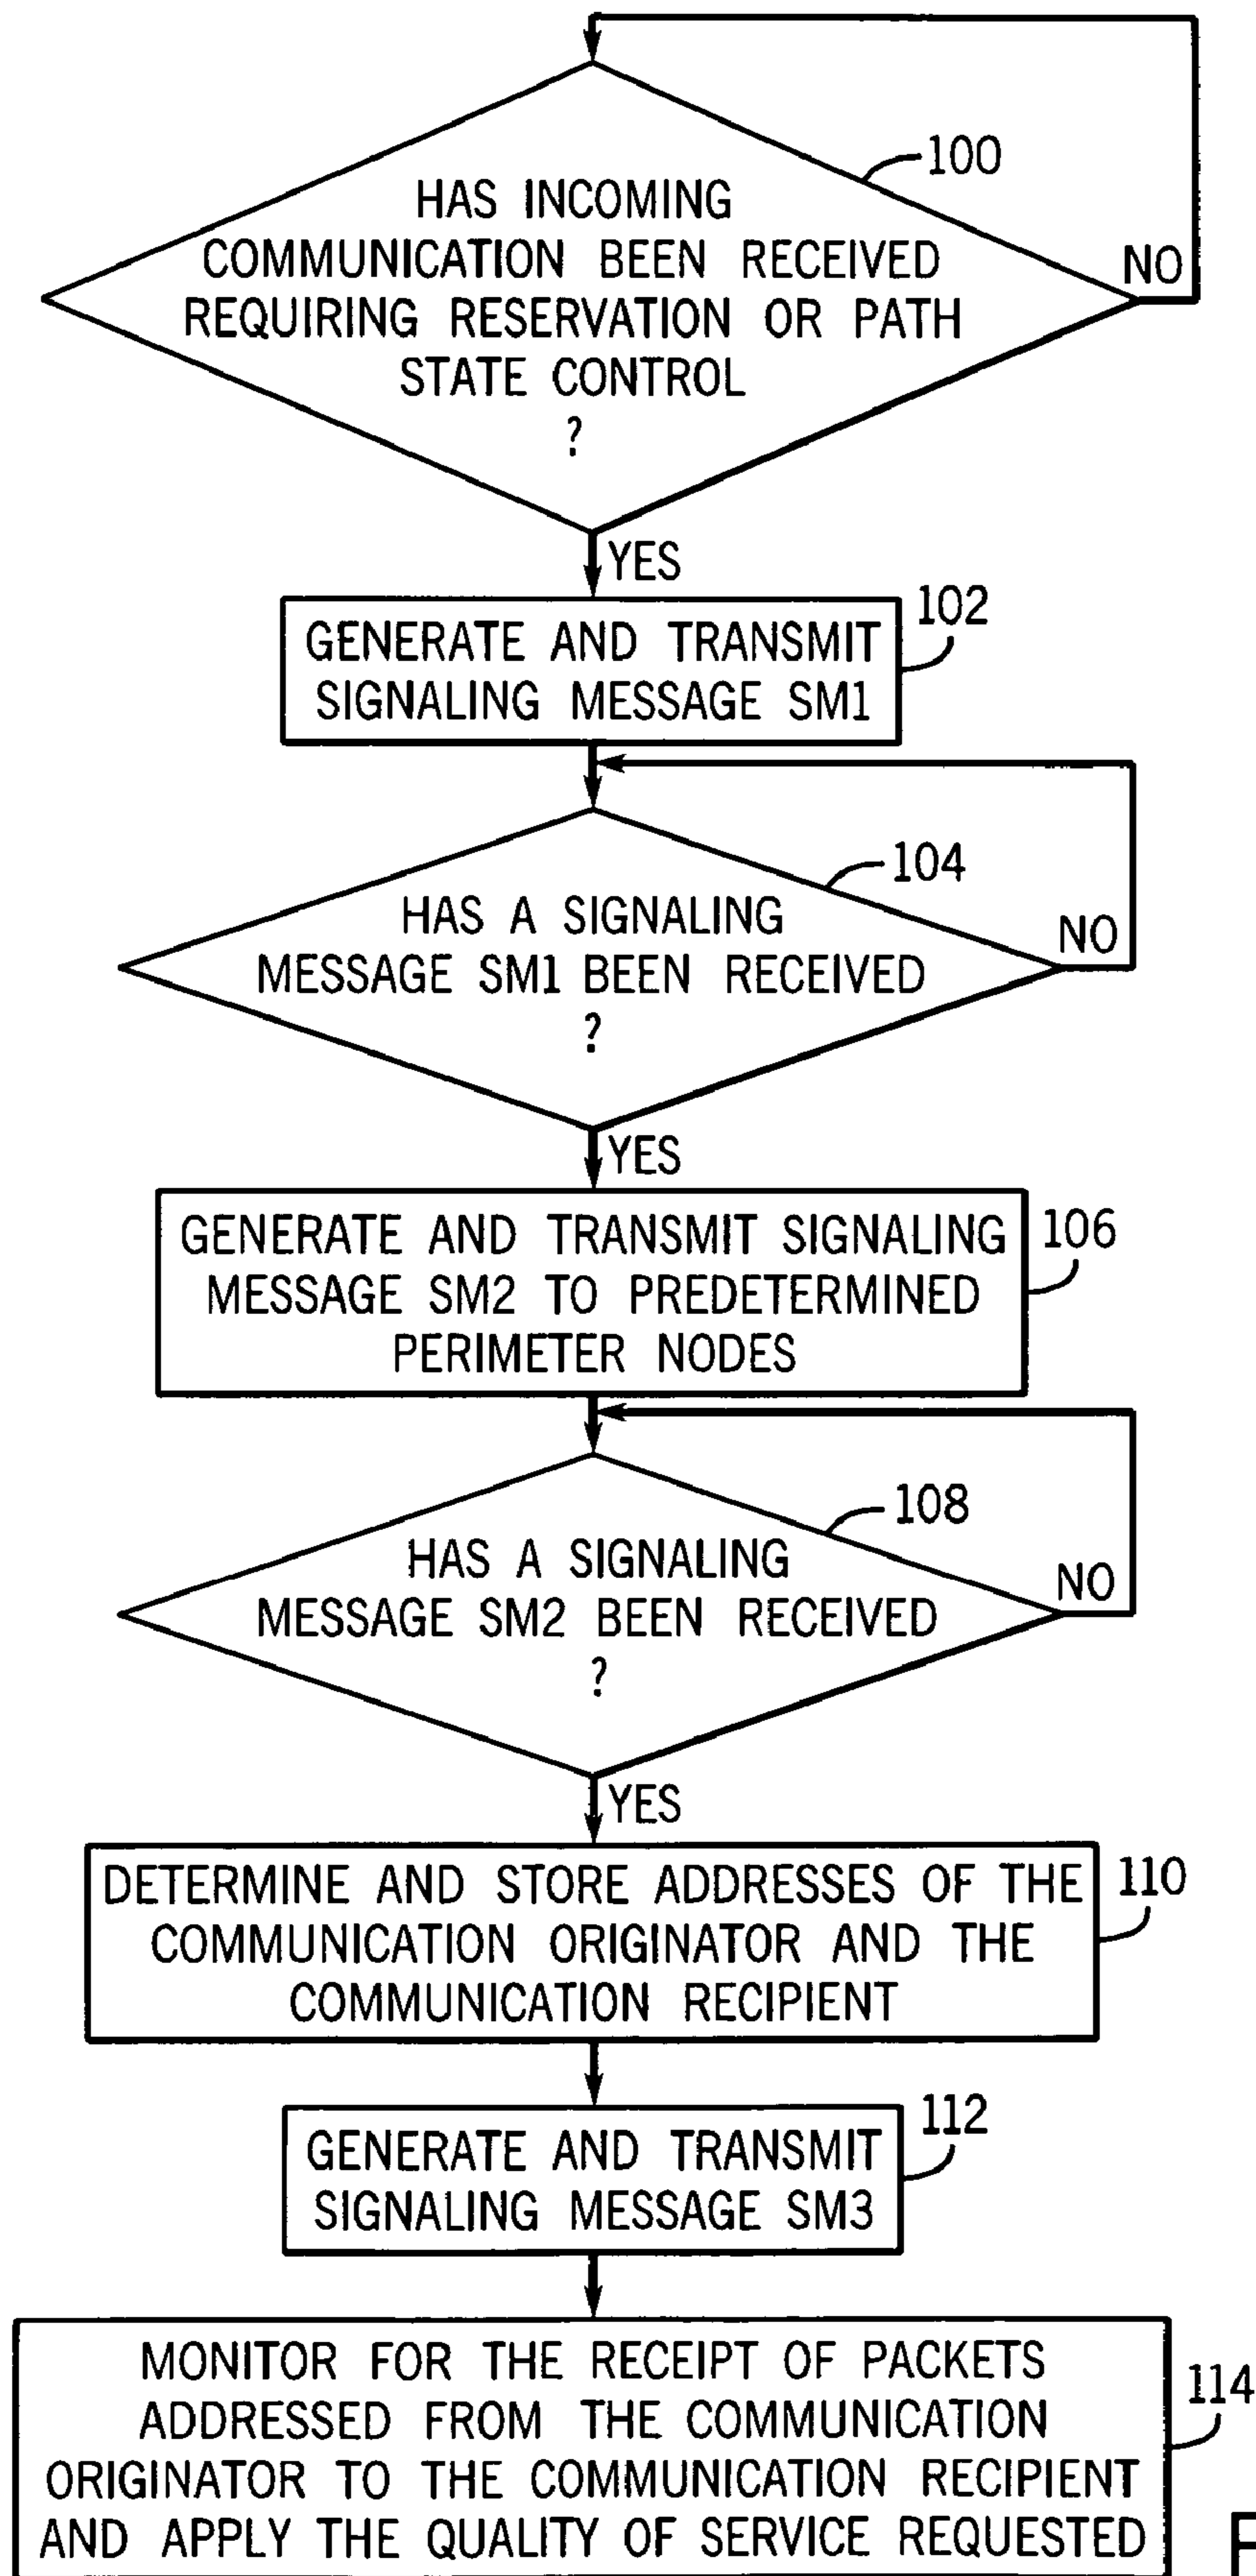 100
HAS INCOMING
COMMUNICATION BEEN RECEIVED
REQUIRING RESERVATION OR PATH
STATE CONTROL
?
NO
YES
102
GENERATE AND TRANSMIT
SIGNALING MESSAGE SM1
104
HAS A SIGNALING
MESSAGE SM1 BEEN RECEIVED
?
NO
YES
106
GENERATE AND TRANSMIT SIGNALING
MESSAGE SM2 TO PREDETERMINED
PERIMETER NODES
108
HAS A SIGNALING
MESSAGE SM2 BEEN RECEIVED
?
NO
YES
110
DETERMINE AND STORE ADDRESSES OF THE
COMMUNICATION ORIGINATOR AND THE
COMMUNICATION RECIPIENT
112
GENERATE AND TRANSMIT
SIGNALING MESSAGE SM3
114
MONITOR FOR THE RECEIPT OF PACKETS
ADDRESSED FROM THE COMMUNICATION
ORIGINATOR TO THE COMMUNICATION RECIPIENT
AND APPLY THE QUALITY OF SERVICE REQUESTED